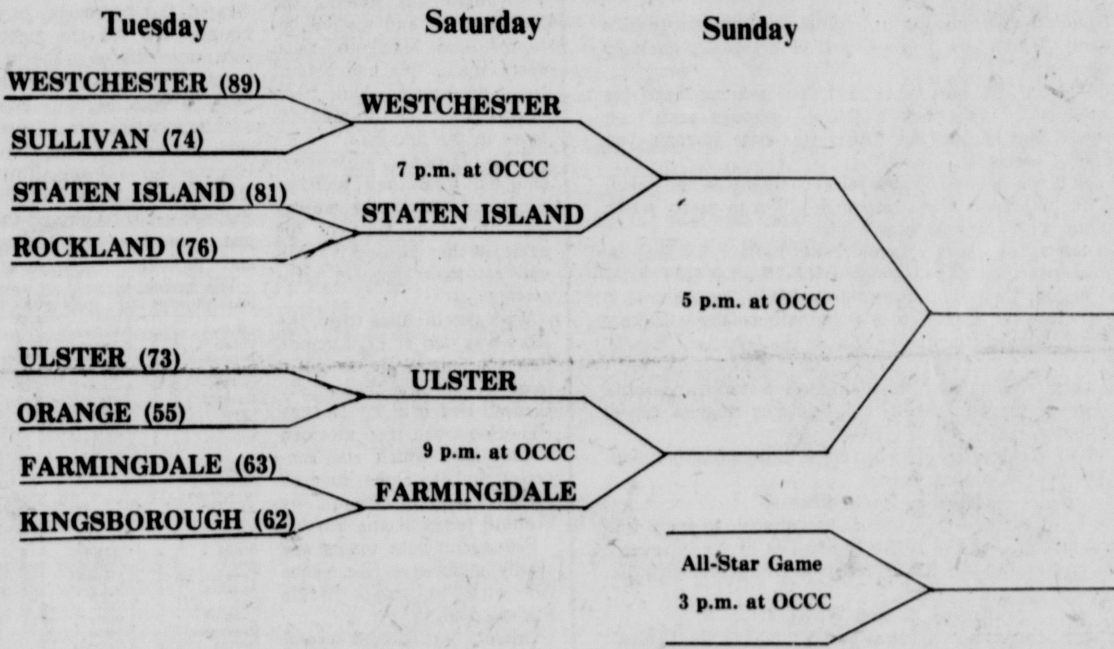 Tuesday
Saturday
Sunday
WESTCHESTER (89)
SULLIVAN (74)
STATEN ISLAND (81)
ROCKLAND (76)
ULSTER (73)
ORANGE (55)
FARMINGDALE (63)
KINGSBOROUGH (62)
WESTCHESTER
7 p.m. at OCCC
STATEN ISLAND
ULSTER
9 p.m. at OCCC
FARMINGDALE
5 p.m. at OCCC
All-Star Game
3 p.m. at OCCC